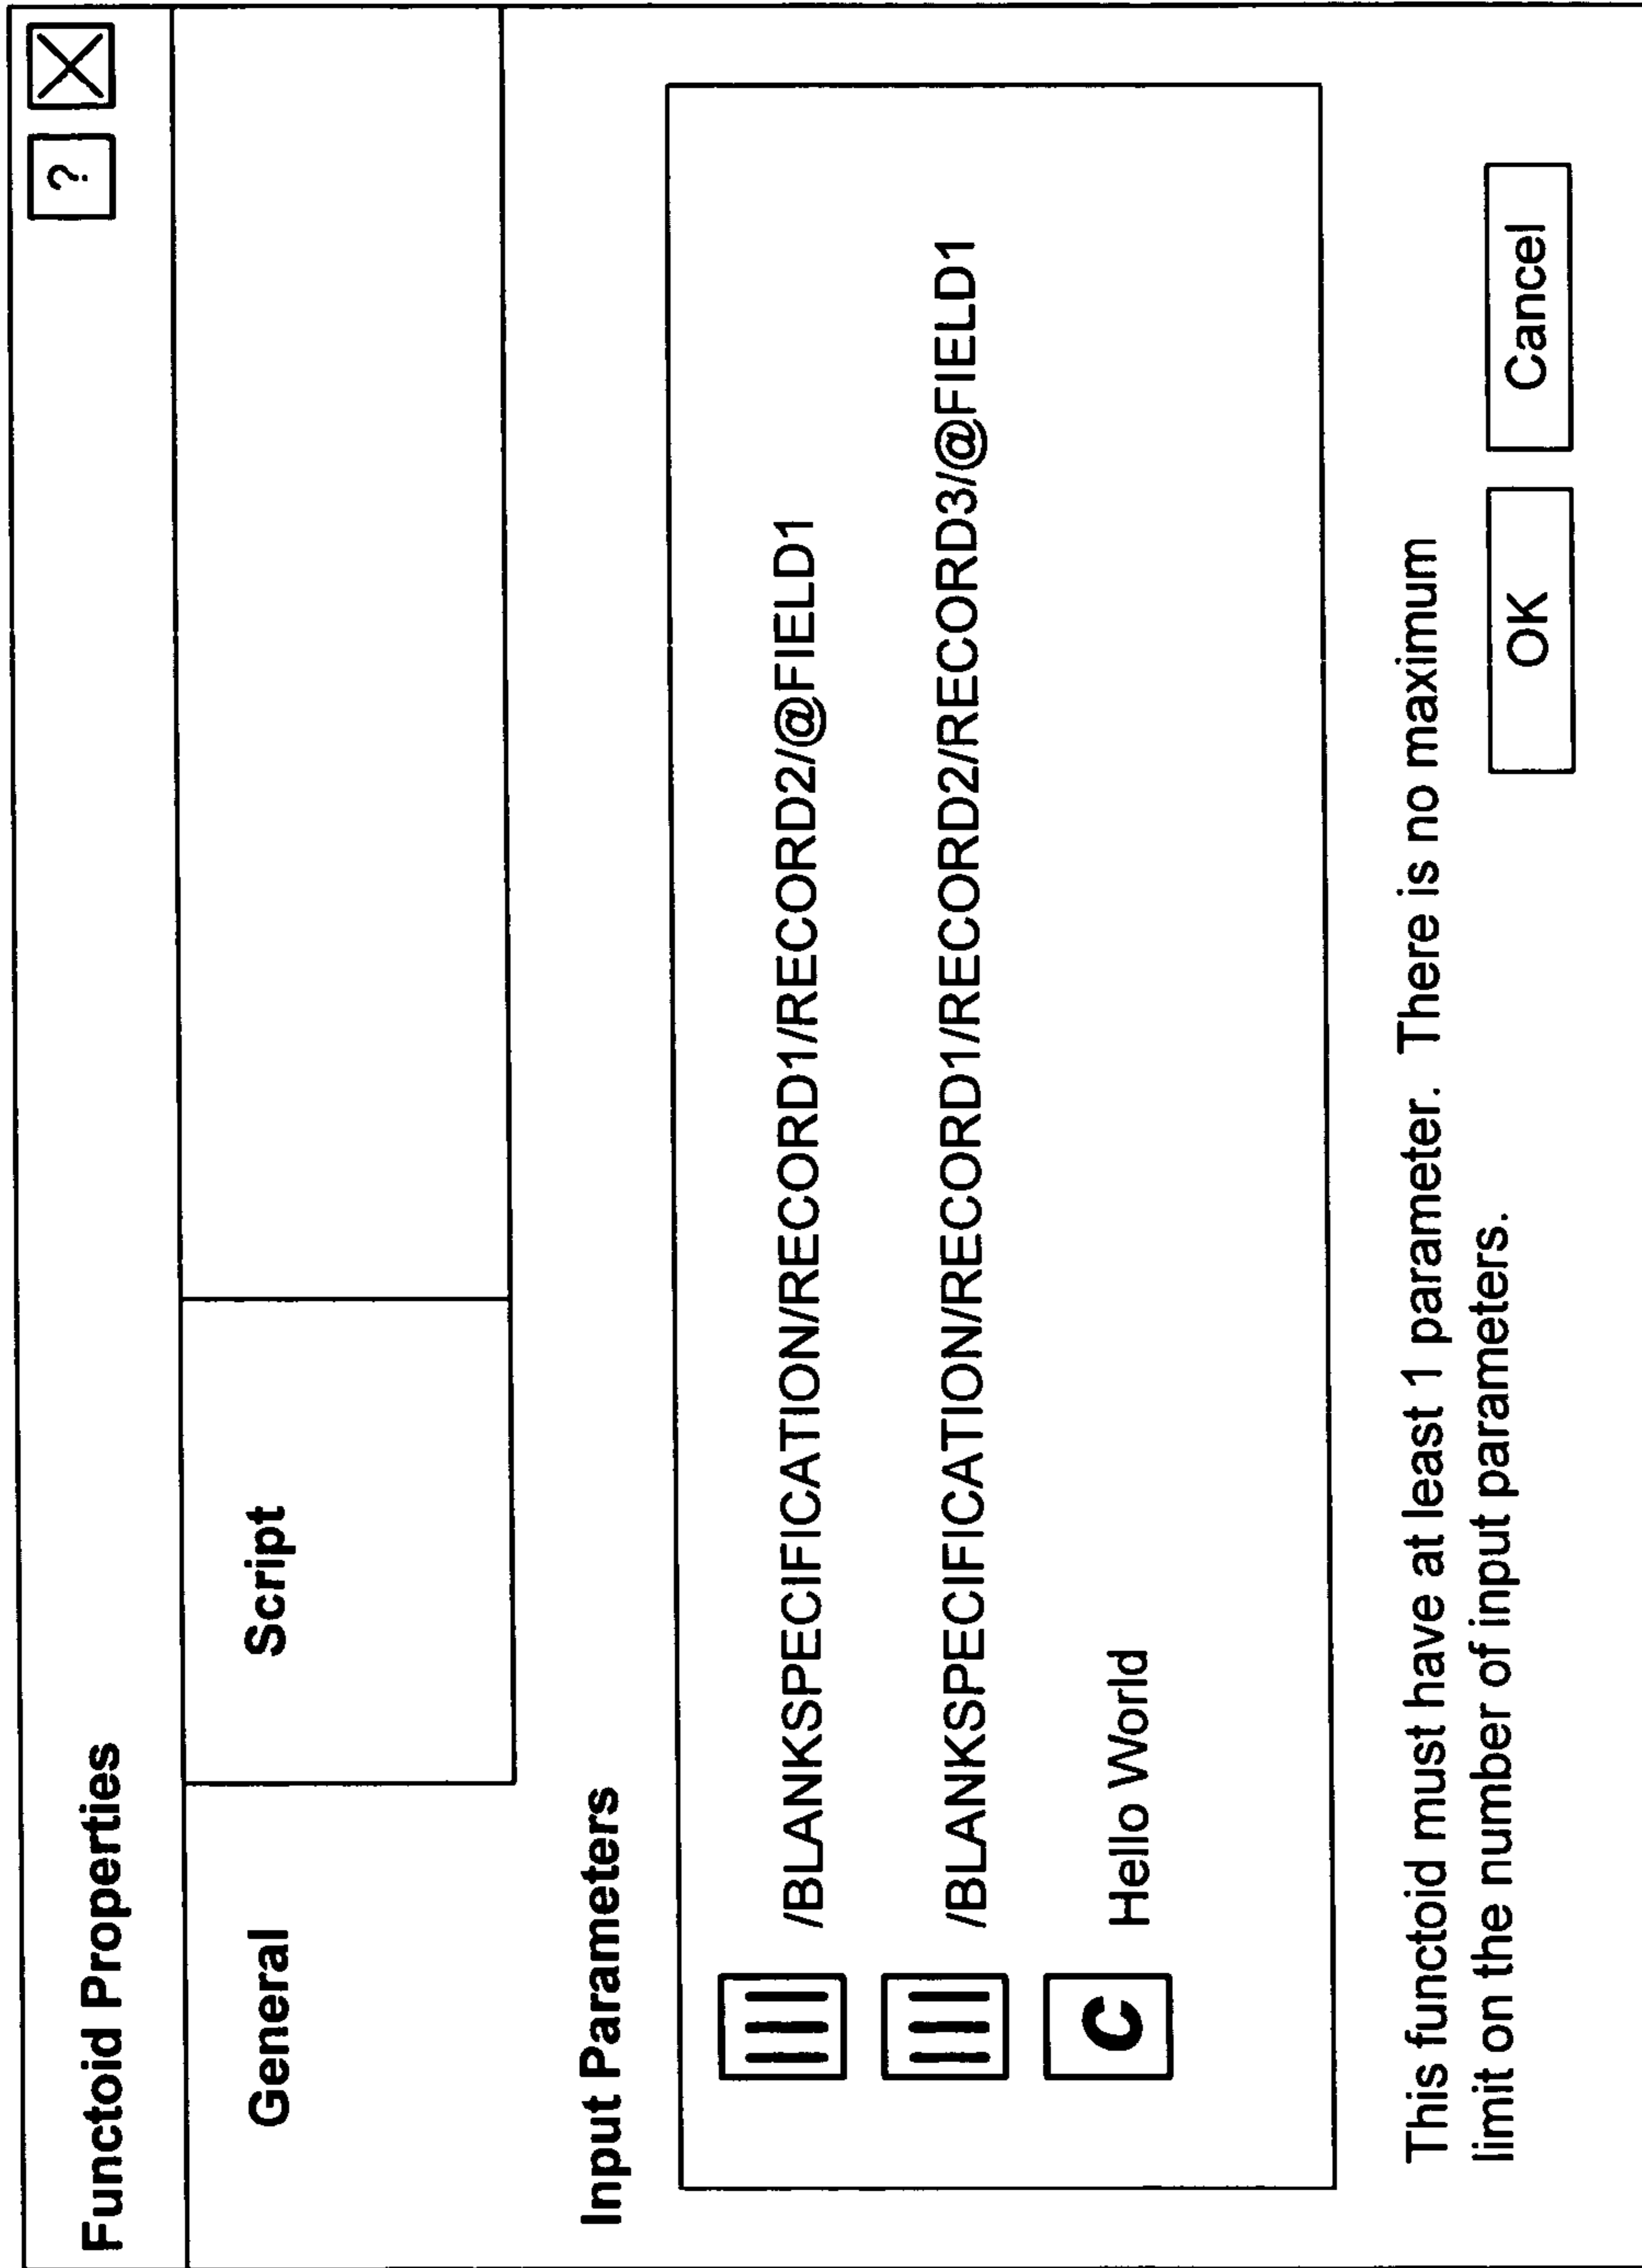 Functoid Properties
?
General
Script
Input Parameters
/BLANKSPECIFICATION/RECORD1/RECORD2/@FIELD1
/BLANKSPECIFICATION/RECORD1/RECORD2/RECORD3/@FIELD1
C Hello World
This functoid must have at least 1 parameter. There is no maximum
limit on the number of input parameters.
OK
Cancel